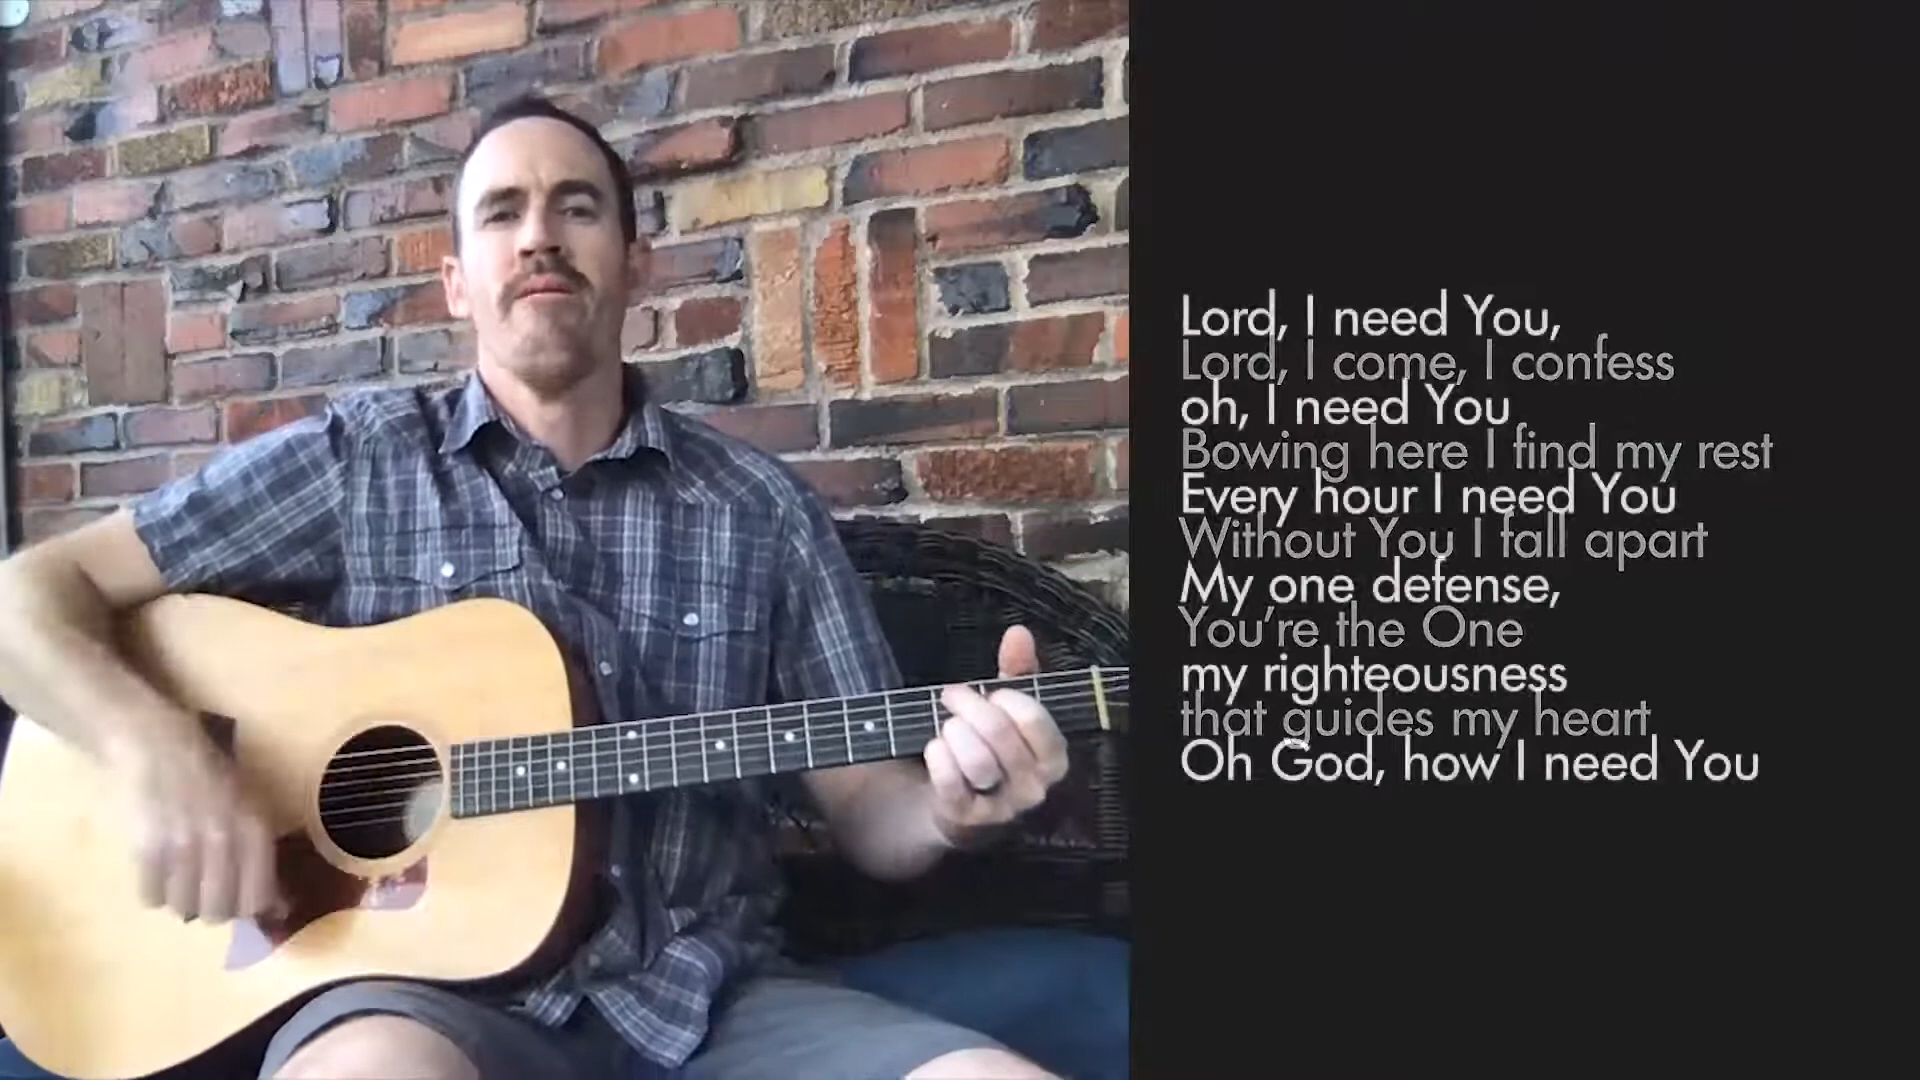 Lord, I need You,
Lord, I come, I confess
oh, I need You
Bowing here I find my rest
Every hour I need You
Without You I fall apart
My one defense,
You're the One
my righteousness
that guides my heart
Oh God, how I need You